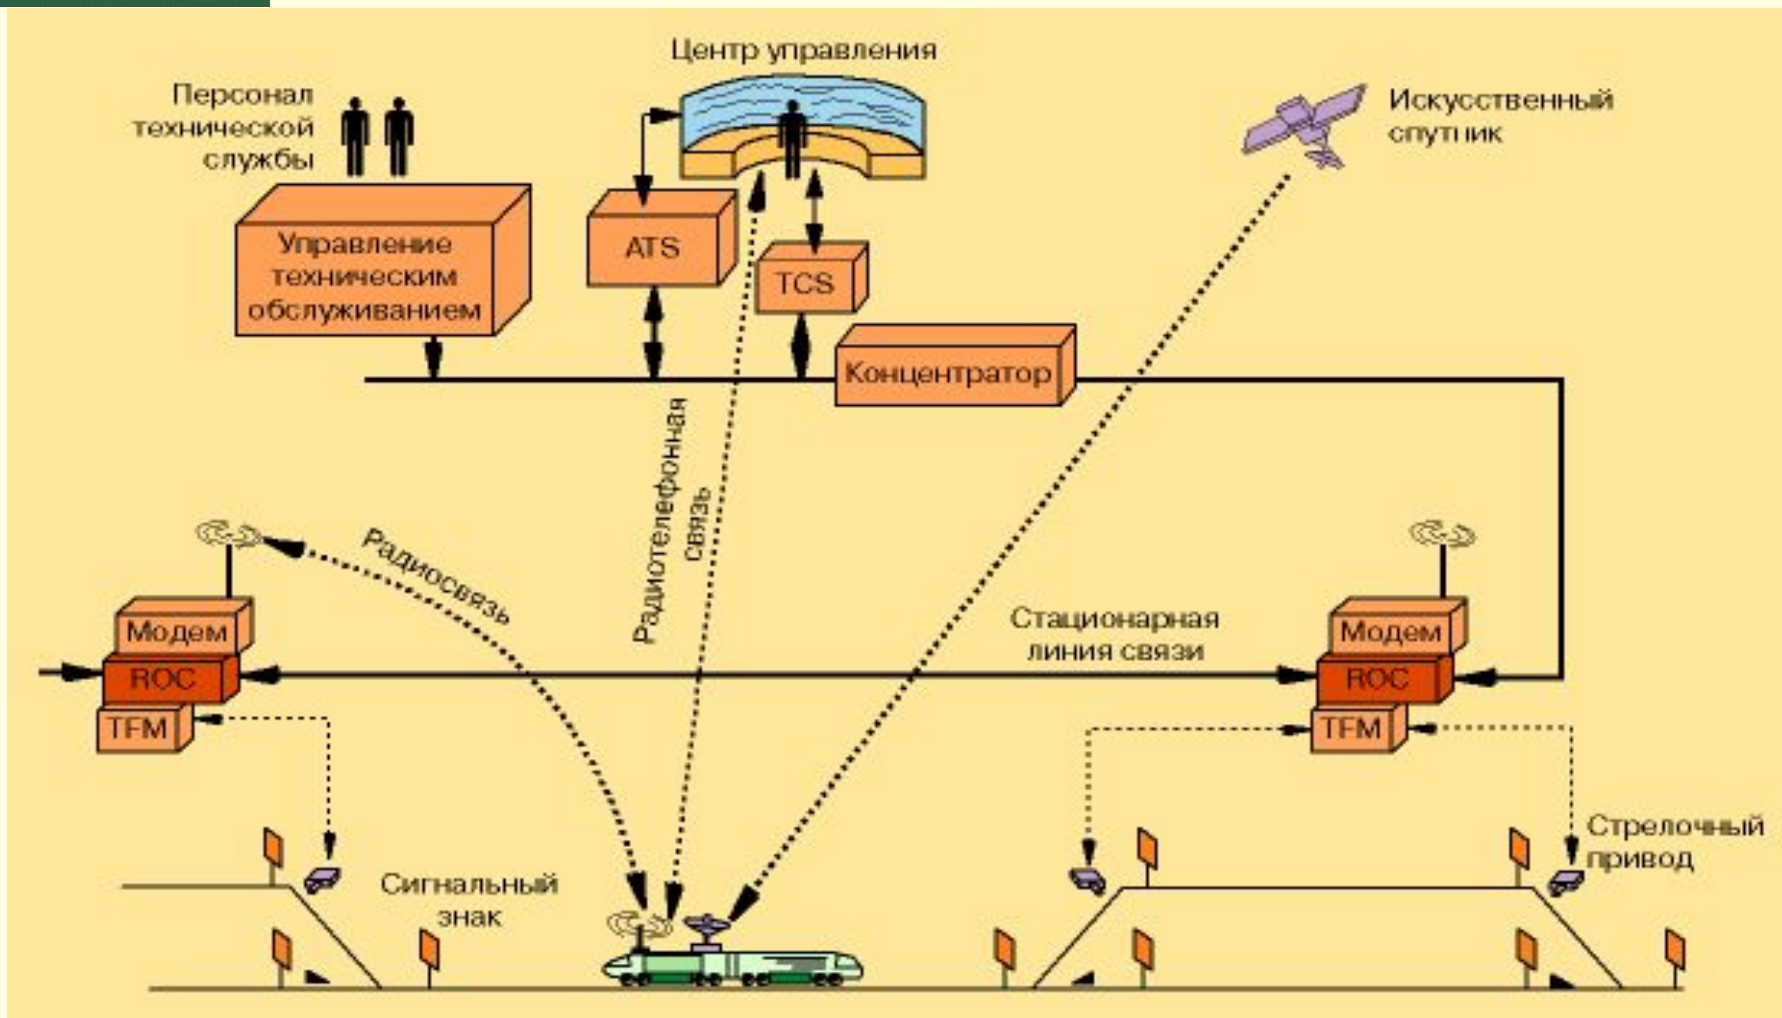 Центр управления
Персонал
технической
службы
Искусственный
спутник
Управление
техническим
обслуживанием
ATS
TCS
Концентратор
Радиотелефонная
связь
Радиосвязь
Стационарная
линия связи
Модем
ROC
TFM
Модем
ROC
TFM
Стрелочный
привод
Сигнальный
знак